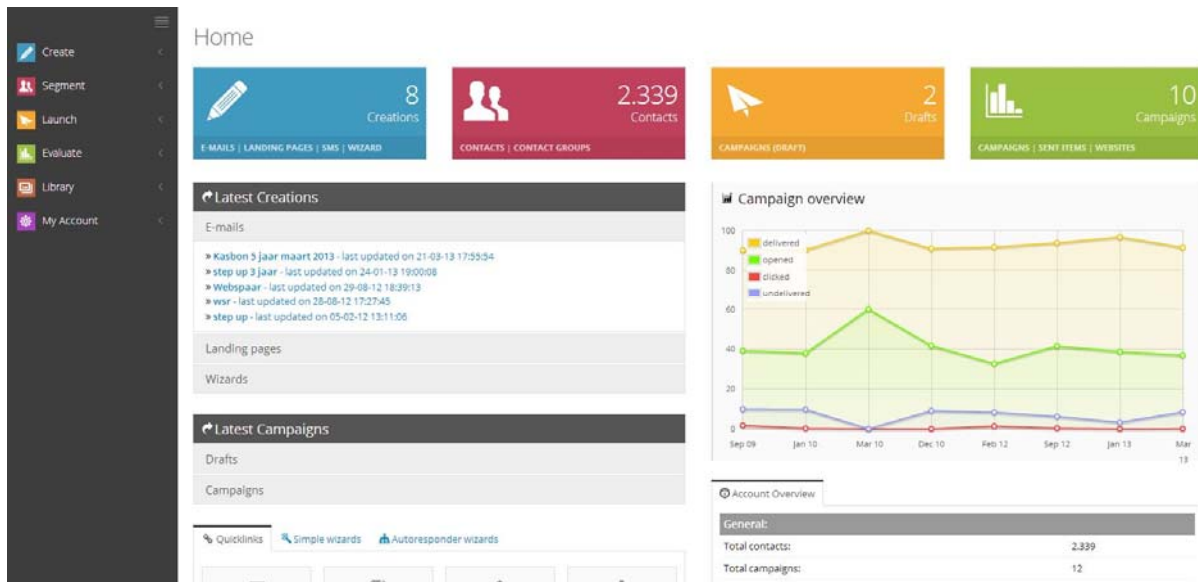 Create
Segment
Launch
Evaluate
Library
My Account
Home
8
Creations
E-MAILS | LANDING PAGES | SMS | WIZARD
2.339
Contacts
CONTACTS | CONTACT GROUPS
2
Drafts
CAMPAIGNS (DRAFT)
10
Campaigns
CAMPAIGNS | SENT ITEMS | WEBSITES
Latest Creations
E-mails
» Kasbon 5 jaar maart 2013 - last updated on 21-03-13 17:55:54
» step up 3 jaar - last updated on 24-01-13 19:00:08
» Webspaar - last updated on 29-08-12 18:39:13
» wsr - last updated on 28-08-12 17:27:45
» step up - last updated on 05-02-12 13:11:06
Landing pages
Wizards
Latest Campaigns
Drafts
Campaigns
Quicklinks
Simple wizards
Autoresponder wizards
Campaign overview
100
80
60
40
20
0
delivered
opened
clicked
undelivered
Sep 09
Jan 10
Mar 10
Dec 10
Feb 12
Sep 12
Jan 13
Mar
13
Account Overview
General:
Total contacts: 2.339
Total campaigns: 12